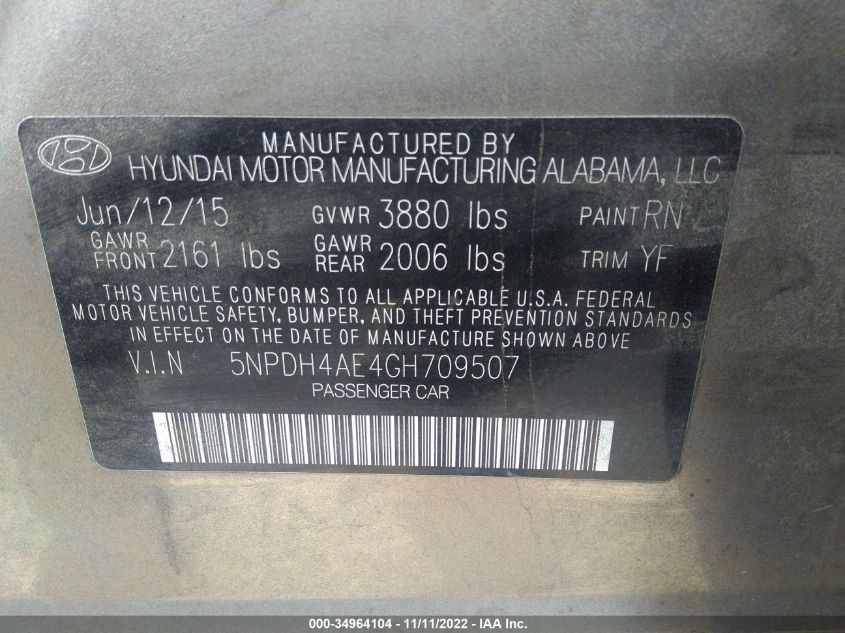 MANUFACTURED BY
HYUNDAI MOTOR MANUFACTURING ALABAMA, LLC
Jun/12/15 GVWR 3880 lbs PAINT RN
GAWR FRONT 2161 lbs GAWR REAR 2006 lbs TRIM YF
THIS VEHICLE CONFORMS TO ALL APPLICABLE U.S.A. FEDERAL
MOTOR VEHICLE SAFETY, BUMPER, AND THEFT PREVENTION STANDARDS
IN EFFECT ON THE DATE OF MANUFACTURE SHOWN ABOVE
V.I.N 5NPDH4AE4GH709507
PASSENGER CAR
000-34964104 - 11/11/2022 - IAA Inc.